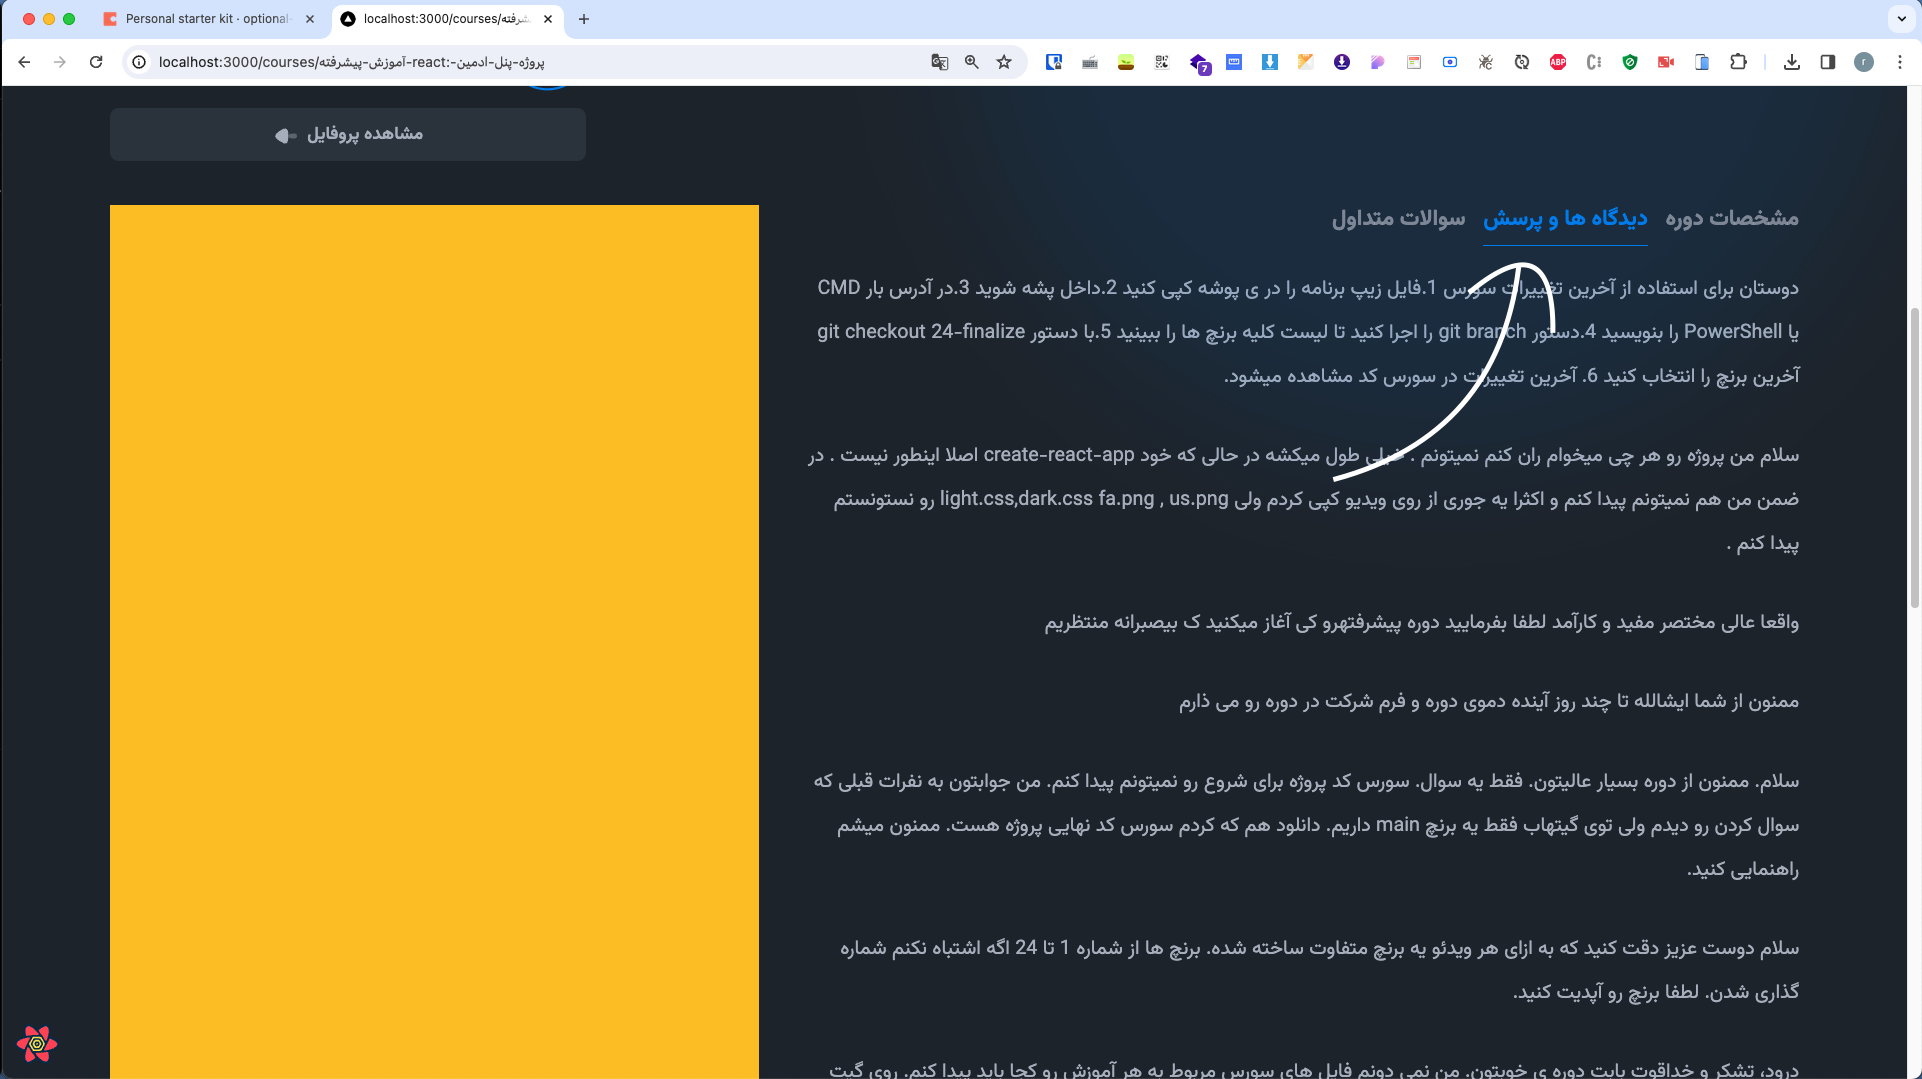 Personal starter kit · optional-
localhost:3000/courses/پیشرفته
localhost:3000/courses/آموزش-پیشرفته-react:-پروژه-پنل-ادمین
7
ABP
r
مشاهده پروفایل
مشخصات دوره
دیدگاه ها و پرسش
سوالات متداول
دوستان برای استفاده از آخرین تغییرات سورس 1.فایل زیپ برنامه را در ی پوشه کپی کنید 2.داخل پشه شوید 3.در آدرس بار CMD
یا PowerShell را بنویسید 4.دستور git branch را اجرا کنید تا لیست کلیه برنچ ها را ببینید 5.با دستور git checkout 24-finalize
آخرین برنچ را انتخاب کنید 6. آخرین تغییرات در سورس کد مشاهده میشود.
سلام من پروژه رو هر چی میخوام ران کنم نمیتونم . خیلی طول میکشه در حالی که خود create-react-app اصلا اینطور نیست . در
ضمن من هم نمیتونم پیدا کنم و اکثرا یه جوری از روی ویدیو کپی کردم ولی light.css,dark.css fa.png , us.png رو نستونستم
پیدا کنم .
واقعا عالی مختصر مفید و کارآمد لطفا بفرمایید دوره پیشرفتهرو کی آغاز میکنید ک بیصبرانه منتظریم
ممنون از شما ایشالله تا چند روز آینده دموی دوره و فرم شرکت در دوره رو می ذارم
سلام. ممنون از دوره بسیار عالیتون. فقط یه سوال. سورس کد پروژه برای شروع رو نمیتونم پیدا کنم. من جوابتون به نفرات قبلی که
سوال کردن رو دیدم ولی توی گیتهاب فقط یه برنچ main داریم. دانلود هم که کردم سورس کد نهایی پروژه هست. ممنون میشم
راهنمایی کنید.
سلام دوست عزیز دقت کنید که به ازای هر ویدئو یه برنچ متفاوت ساخته شده. برنچ ها از شماره 1 تا 24 اگه اشتباه نکنم شماره
گذاری شدن. لطفا برنچ رو آپدیت کنید.
درود، تشکر و خداقوت بابت دوره ی خوبتون. من نمی دونم فایل های سورس مربوط به هر آموزش رو کجا باید پیدا کنم. روی گیت